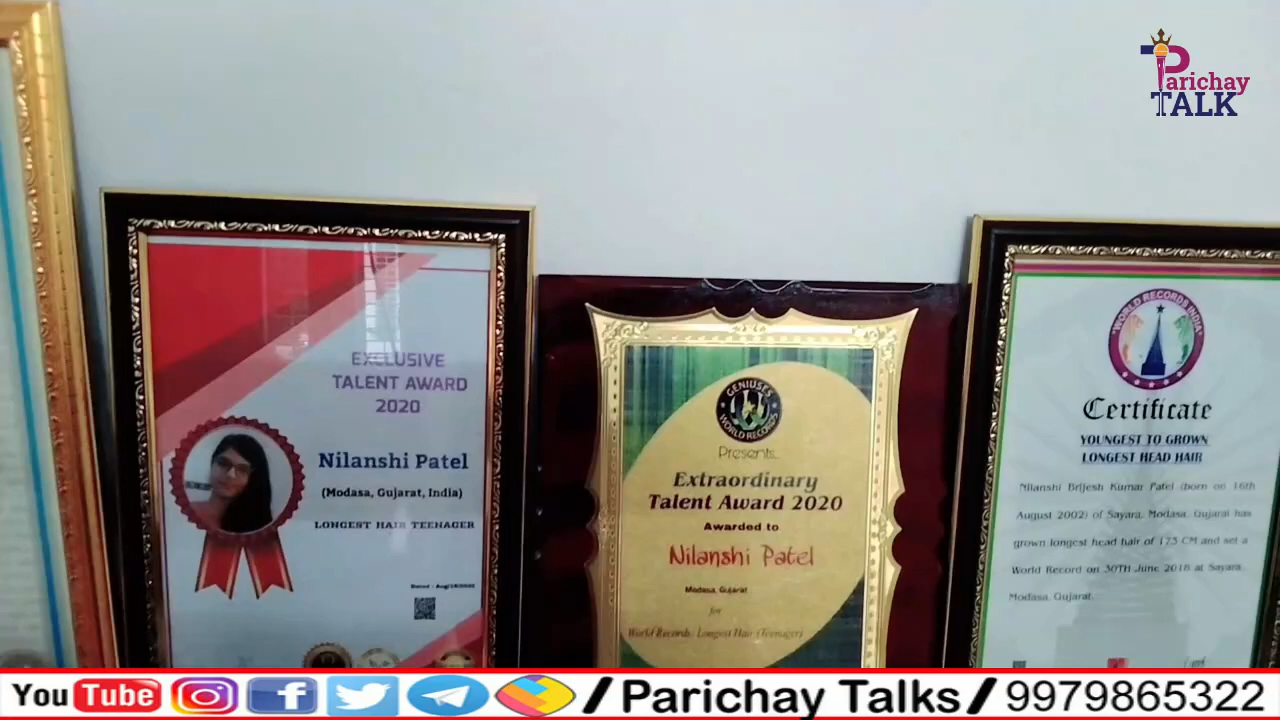 Parichay
TALK
EXCLUSIVE
TALENT AWARD
2020
Nilanshi Patel
(Modasa, Gujarat, India)
LONGEST HAIR TEENAGER
GENIUSES
WORLD RECORDS
Presents...
Extraordinary
Talent Award 2020
Awarded to
Nilanshi Patel
Modasa, Gujarat
for
World Records: Longest Hair (Teenager)
WORLD RECORDS INDIA
Certificate
YOUNGEST TO GROWN
LONGEST HEAD HAIR
Nilanshi Brijesh Kumar Patel (born on 16th
August 2002) of Sayara, Modasa, Gujarat has
grown longest head hair of 173 CM and set a
World Record on 30TH June 2018 at Sayara,
Modasa, Gujarat.
YouTube / Parichay Talks / 9979865322